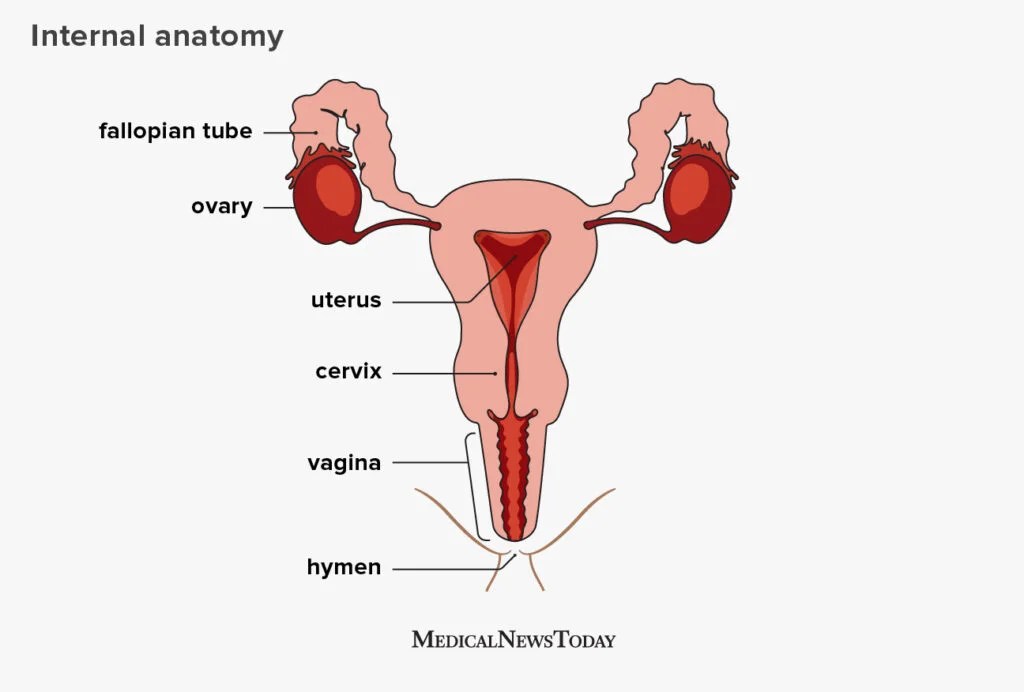 Internal anatomy
fallopian tube
ovary
uterus
cervix
vagina
hymen
MEDICALNEWSTODAY